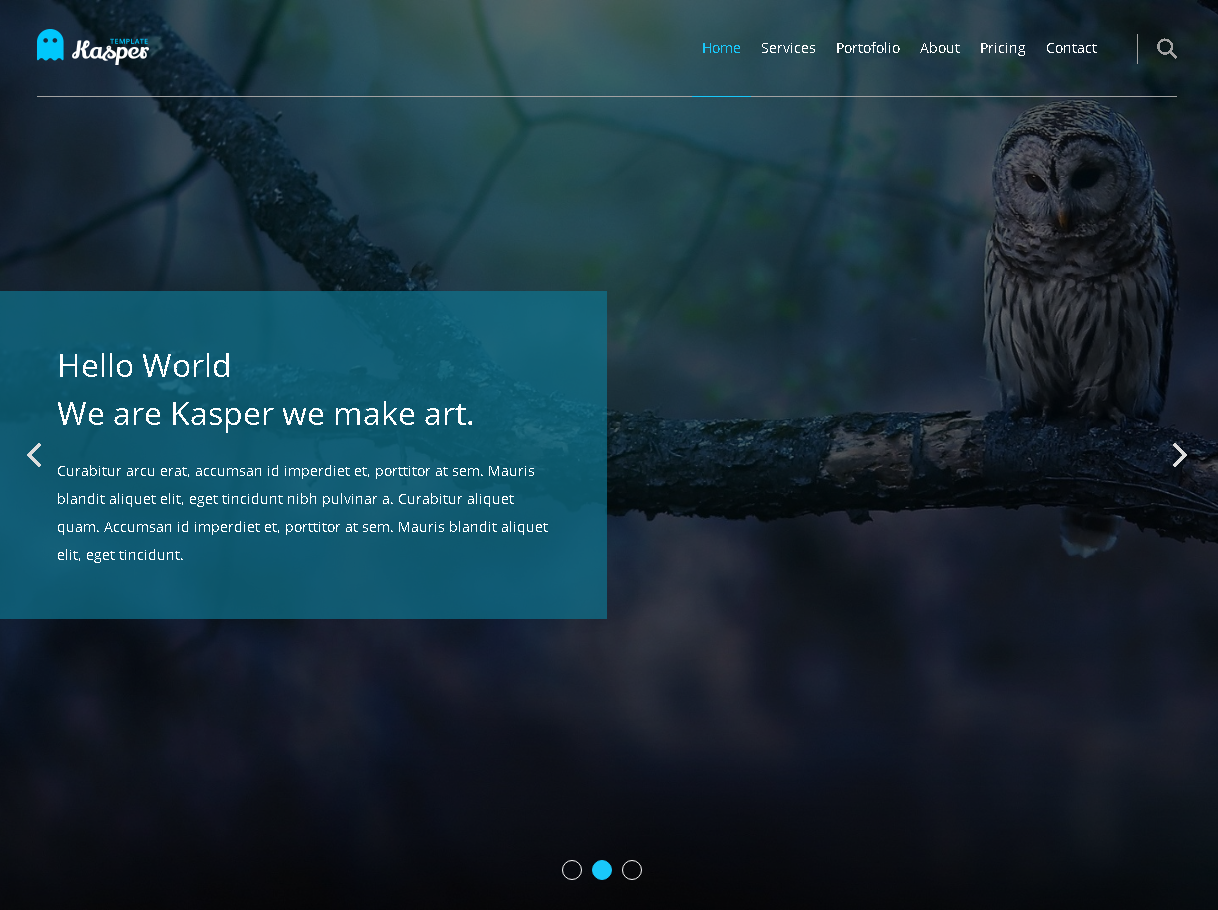 TEMPLATE
Kasper
Home Services Portofolio About Pricing Contact
Hello World
We are Kasper we make art.
Curabitur arcu erat, accumsan id imperdiet et, porttitor at sem. Mauris
blandit aliquet elit, eget tincidunt nibh pulvinar a. Curabitur aliquet
quam. Accumsan id imperdiet et, porttitor at sem. Mauris blandit aliquet
elit, eget tincidunt.